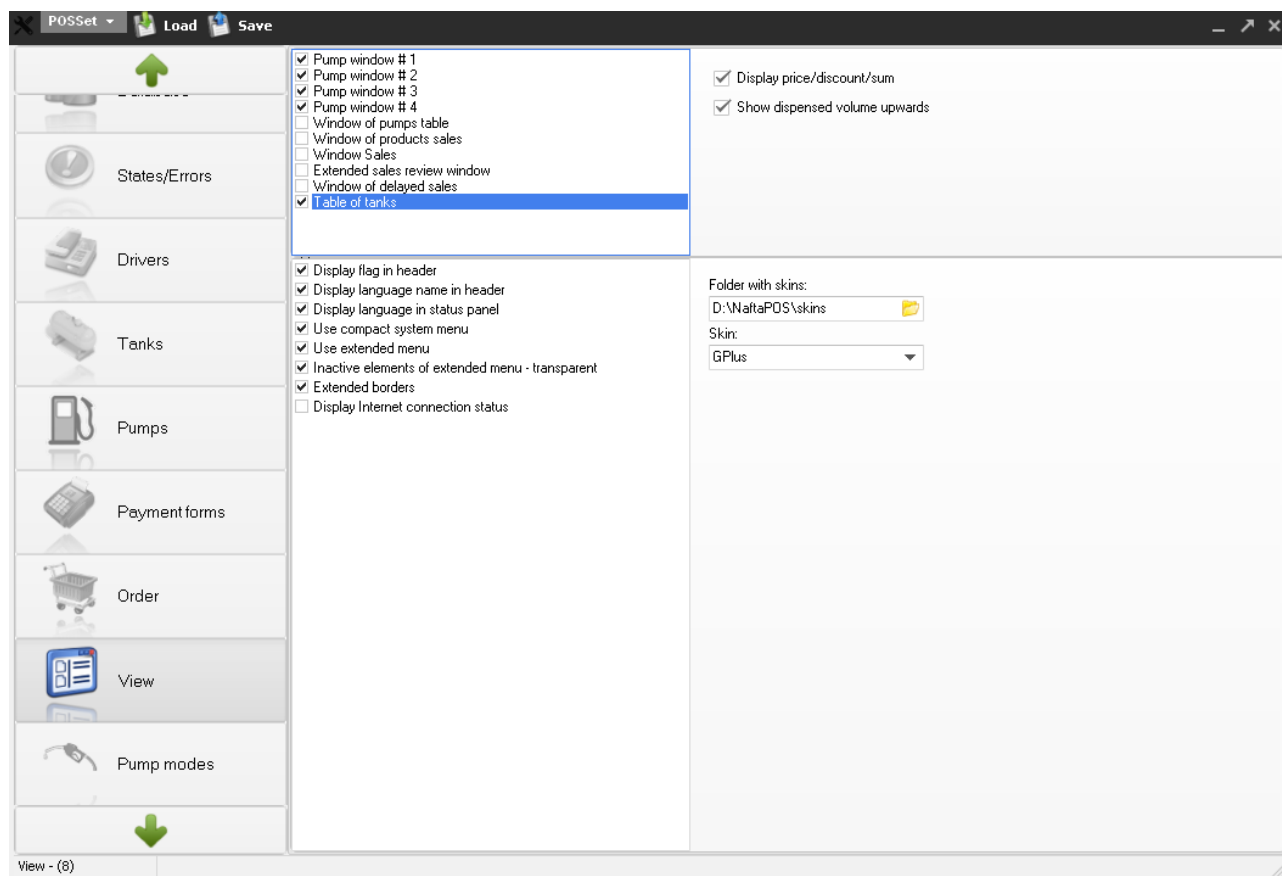 POSSet Load Save
States/Errors
Drivers
Tanks
Pumps
Payment forms
Order
View
Pump modes
Pump window # 1
Pump window # 2
Pump window # 3
Pump window # 4
Window of pumps table
Window of products sales
Window Sales
Extended sales review window
Window of delayed sales
Table of tanks
Display price/discount/sum
Show dispensed volume upwards
Display flag in header
Display language name in header
Display language in status panel
Use compact system menu
Use extended menu
Inactive elements of extended menu - transparent
Extended borders
Display Internet connection status
Folder with skins:
D:\NaftaPOS\skins
Skin:
GPlus
View - (8)